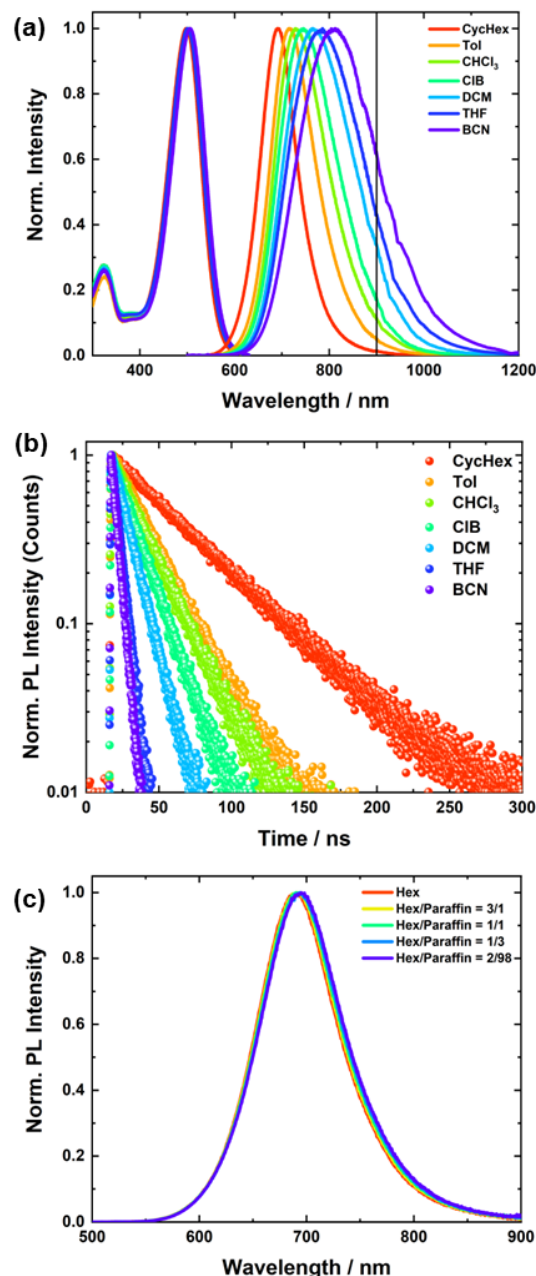 (a)
Norm. Intensity
1.0
0.8
0.6
0.4
0.2
0.0
CycHex
Tol
CHCl₃
ClB
DCM
THF
BCN
400 600 800 1000 1200
Wavelength / nm
(b)
Norm. PL Intensity (Counts)
1
0.1
0.01
CycHex
Tol
CHCl₃
ClB
DCM
THF
BCN
0 50 100 150 200 250 300
Time / ns
(c)
Norm. PL Intensity
1.0
0.8
0.6
0.4
0.2
0.0
Hex
Hex/Paraffin = 3/1
Hex/Paraffin = 1/1
Hex/Paraffin = 1/3
Hex/Paraffin = 2/98
500 600 700 800 900
Wavelength / nm